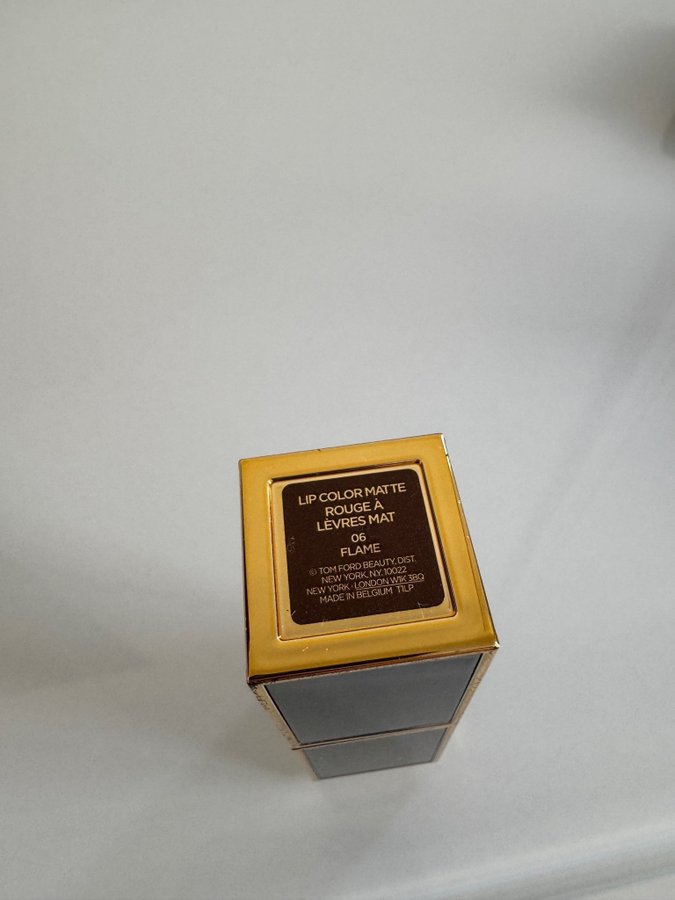 LIP COLOR MATTE
ROUGE À
LÈVRES MAT
06
FLAME
© TOM FORD BEAUTY, DIST.
NEW YORK, NY. 10022
NEW YORK · LONDON W1K 3BQ
MADE IN BELGIUM T1LP